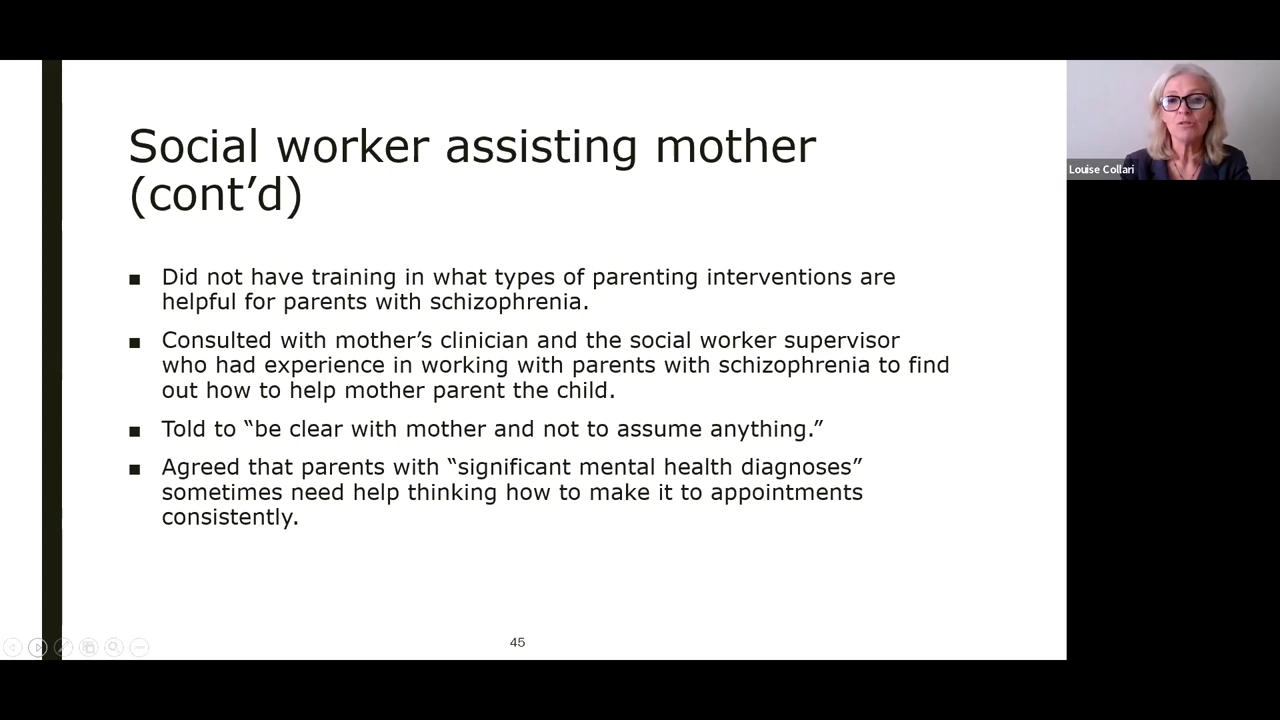 Social worker assisting mother
(cont’d)
■ Did not have training in what types of parenting interventions are
helpful for parents with schizophrenia.
■ Consulted with mother’s clinician and the social worker supervisor
who had experience in working with parents with schizophrenia to find
out how to help mother parent the child.
■ Told to “be clear with mother and not to assume anything.”
■ Agreed that parents with “significant mental health diagnoses”
sometimes need help thinking how to make it to appointments
consistently.
45
Louise Collari